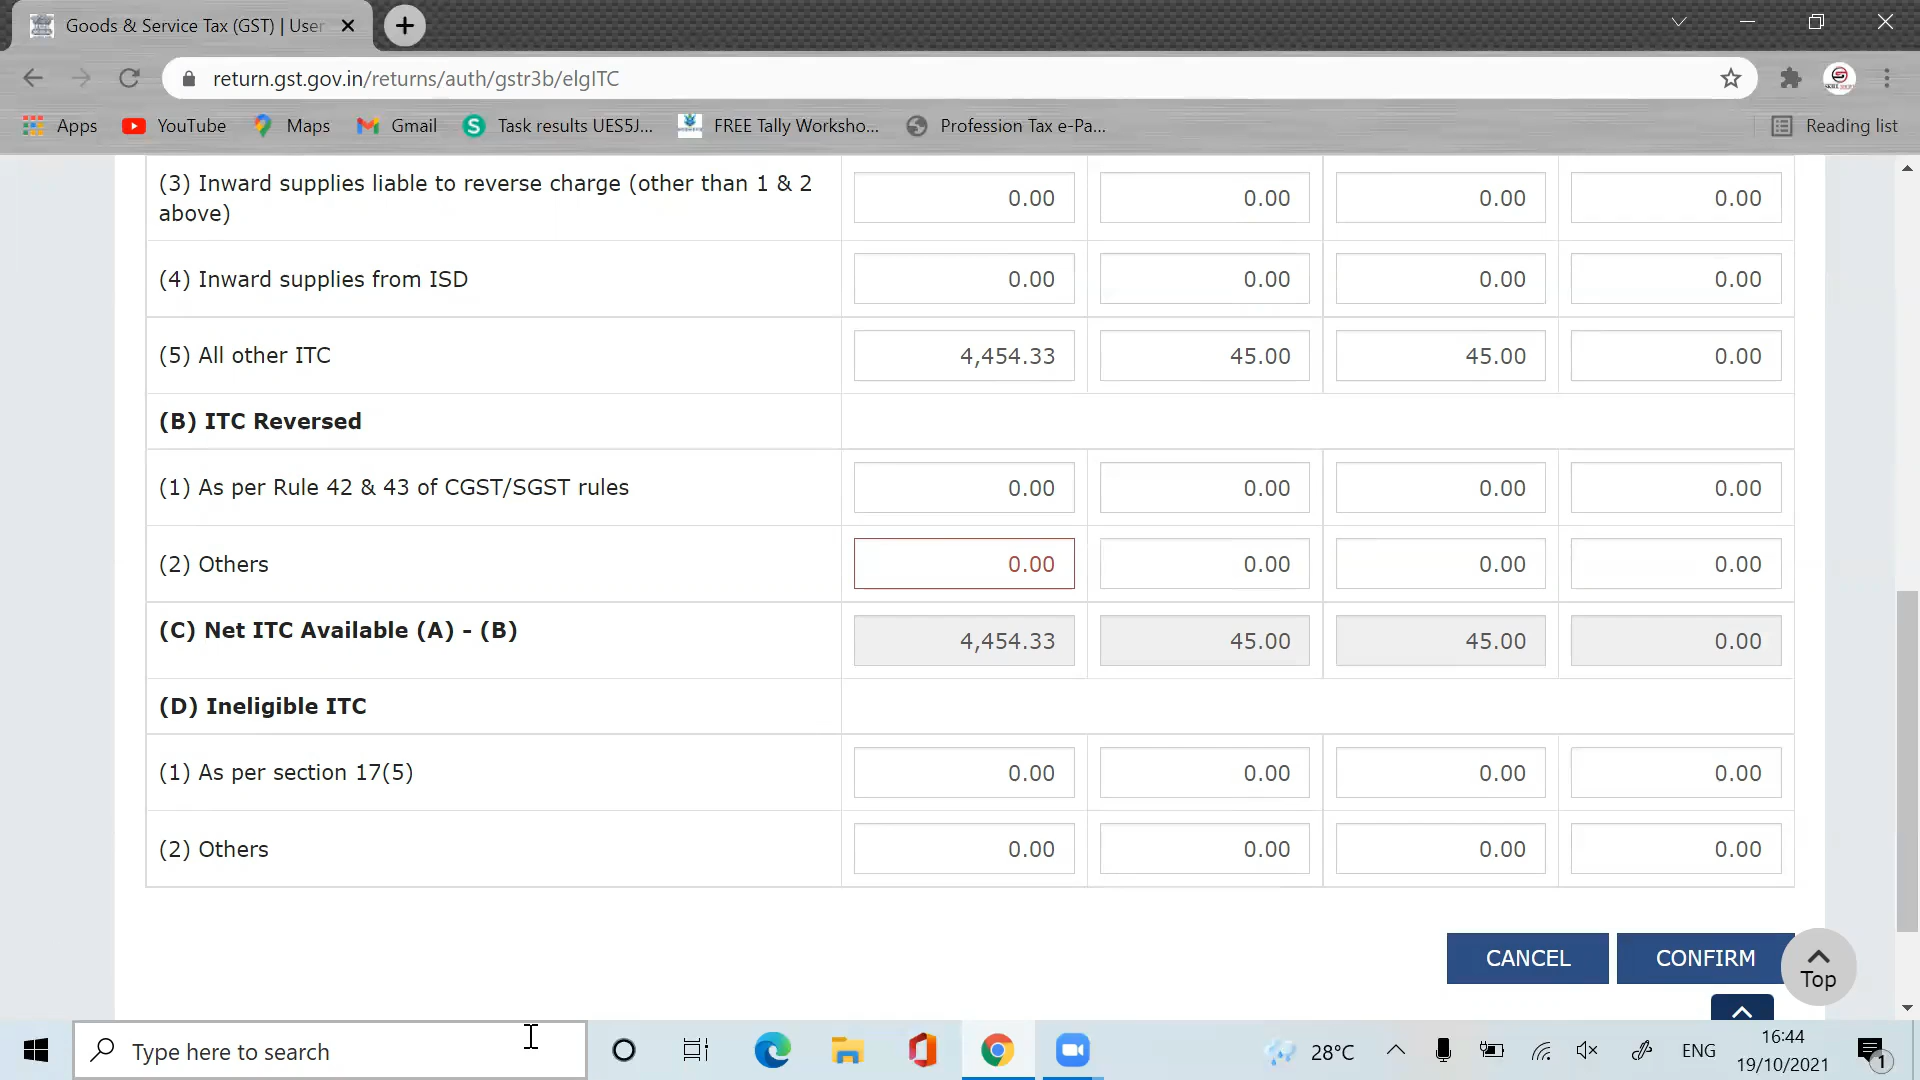 Goods & Service Tax (GST) | User
return.gst.gov.in/returns/auth/gstr3b/elgITC
Apps YouTube Maps Gmail Task results UES5J... FREE Tally Worksho... Profession Tax e-Pa... Reading list
(3) Inward supplies liable to reverse charge (other than 1 & 2
above)
0.00 0.00 0.00 0.00
(4) Inward supplies from ISD 0.00 0.00 0.00 0.00
(5) All other ITC 4,454.33 45.00 45.00 0.00
(B) ITC Reversed
(1) As per Rule 42 & 43 of CGST/SGST rules 0.00 0.00 0.00 0.00
(2) Others 0.00 0.00 0.00 0.00
(C) Net ITC Available (A) - (B) 4,454.33 45.00 45.00 0.00
(D) Ineligible ITC
(1) As per section 17(5) 0.00 0.00 0.00 0.00
(2) Others 0.00 0.00 0.00 0.00
CANCEL CONFIRM
Top
Type here to search
28°C
ENG
16:44
19/10/2021
1